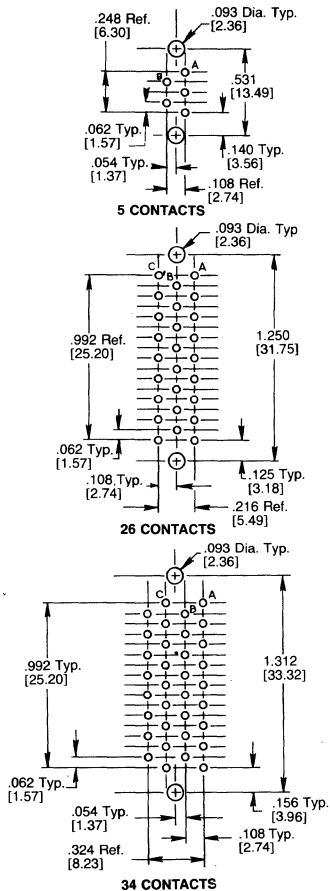 .248 Ref.
[6.30]
.093 Dia. Typ.
[2.36]
A
B
.531
[13.49]
.062 Typ.
[1.57]
.140 Typ.
[3.56]
.054 Typ.
[1.37]
.108 Ref.
[2.74]
5 CONTACTS
.093 Dia. Typ
[2.36]
C
B
A
.992 Ref.
[25.20]
1.250
[31.75]
.062 Typ.
[1.57]
.108 Typ.
[2.74]
.125 Typ.
[3.18]
.216 Ref.
[5.49]
26 CONTACTS
.093 Dia. Typ.
[2.36]
C
A
B
.992 Typ.
[25.20]
1.312
[33.32]
.062 Typ.
[1.57]
.054 Typ.
[1.37]
.156 Typ.
[3.96]
.108 Typ.
[2.74]
.324 Ref.
[8.23]
34 CONTACTS